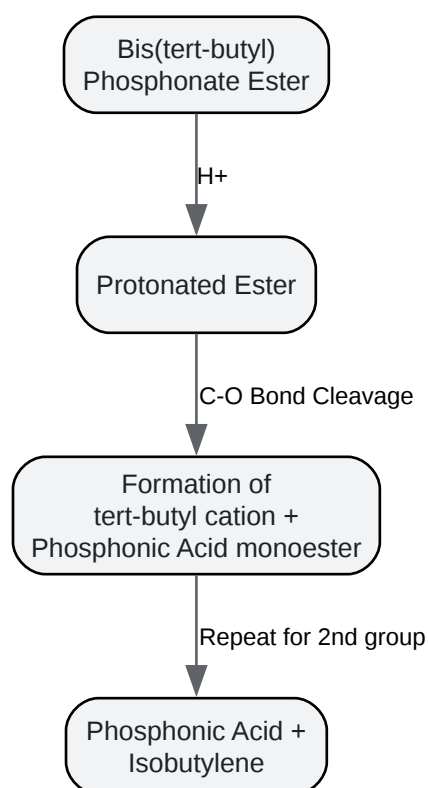 Bis(tert-butyl)
Phosphonate Ester
H+
Protonated Ester
C-O Bond Cleavage
Formation of
tert-butyl cation +
Phosphonic Acid monoester
Repeat for 2nd group
Phosphonic Acid +
Isobutylene